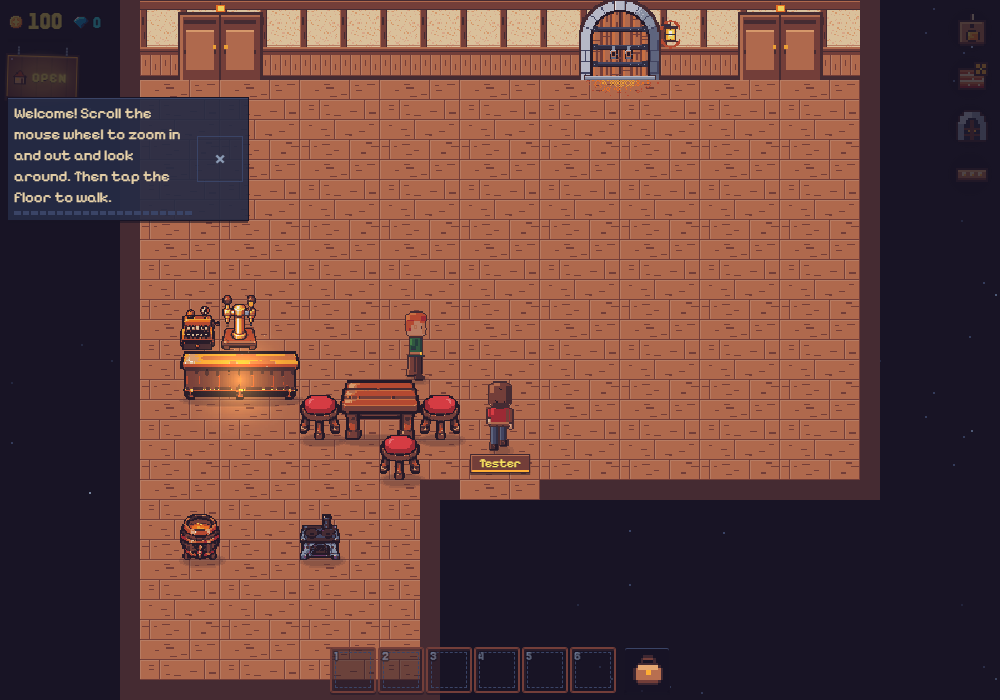 100
0
OPEN
Welcome! Scroll the
mouse wheel to zoom in
and out and look
around. Then tap the
floor to walk.
×
Tester
1 2 3 4 5 6